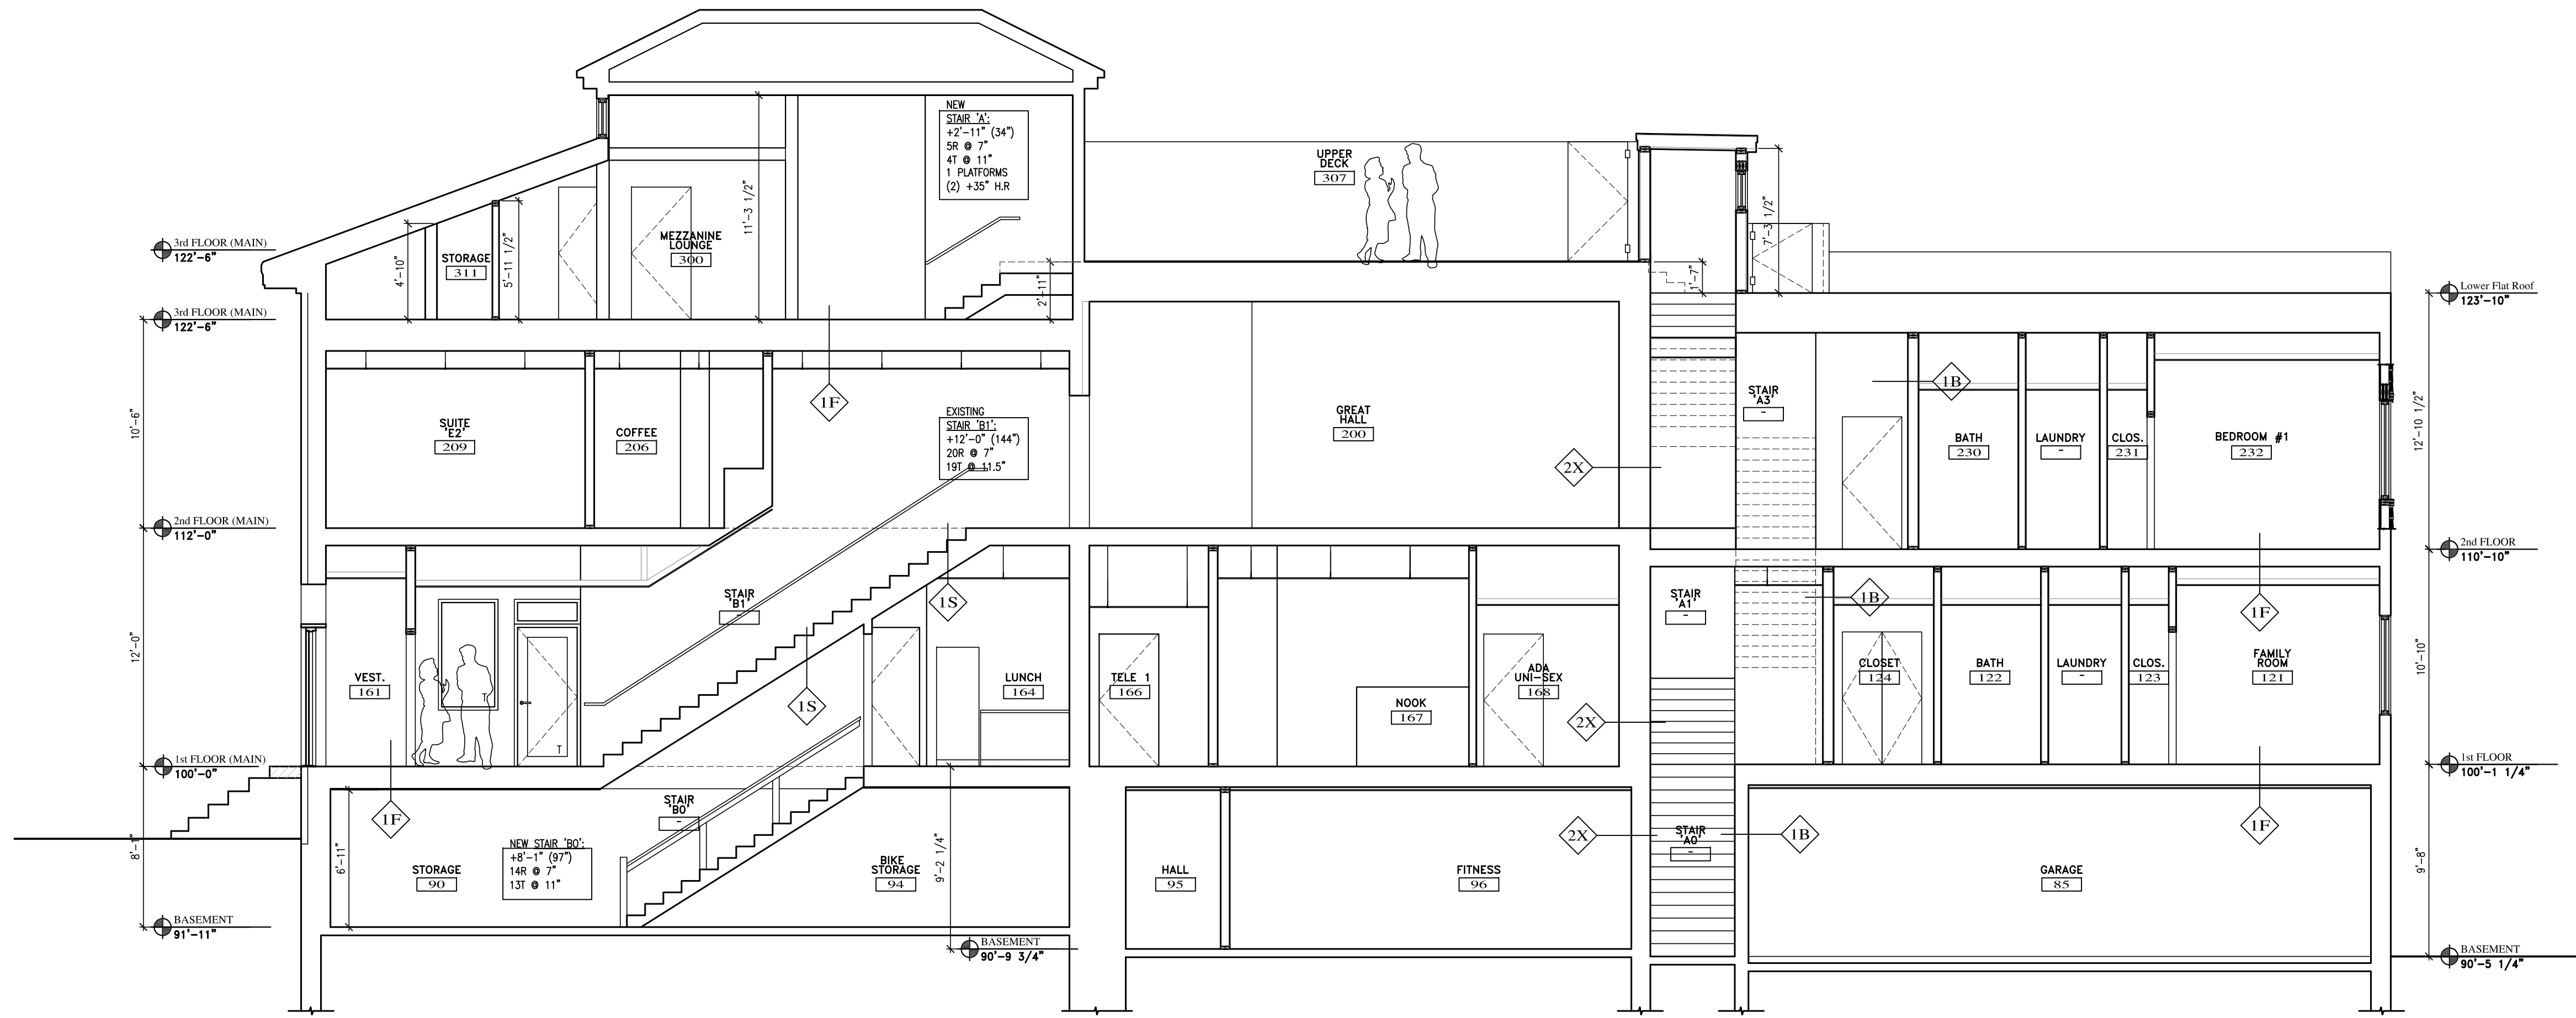 NEW
STAIR 'A':
+2'-11" (34")
5R @ 7"
4T @ 11"
1 PLATFORMS
(2) +35" H.R
UPPER
DECK
307
11'-3 1/2"
7'-3 1/2"
3rd FLOOR (MAIN)
122'-6"
STORAGE
311
4'-10"
5'-11 1/2"
MEZZANINE
LOUNGE
300
2'-11"
1'-7"
Lower Flat Roof
123'-10"
3rd FLOOR (MAIN)
122'-6"
1F
1B
STAIR
'A3'
-
EXISTING
STAIR 'B1':
+12'-0" (144")
20R @ 7"
19T @ 11.5"
GREAT
HALL
200
10'-6"
SUITE
'E2'
209
COFFEE
206
2X
BATH
230
LAUNDRY
-
CLOS.
231
BEDROOM #1
232
12'-10 1/2"
2nd FLOOR (MAIN)
112'-0"
2nd FLOOR
110'-10"
STAIR
'B1'
-
1S
STAIR
'A1'
-
1B
1F
12'-0"
VEST.
161
T
T
1S
LUNCH
164
TELE 1
166
NOOK
167
ADA
UNI-SEX
168
2X
CLOSET
124
BATH
122
LAUNDRY
-
CLOS.
123
FAMILY
ROOM
121
10'-10"
1st FLOOR (MAIN)
100'-0"
1st FLOOR
100'-1 1/4"
1F
STAIR
'B0'
-
2X
STAIR
'A0'
-
1B
1F
8'-1"
6'-11"
STORAGE
90
NEW STAIR 'B0':
+8'-1" (97")
14R @ 7"
13T @ 11"
BIKE
STORAGE
94
9'-2 1/4"
HALL
95
FITNESS
96
GARAGE
85
9'-8"
BASEMENT
91'-11"
BASEMENT
90'-9 3/4"
BASEMENT
90'-5 1/4"